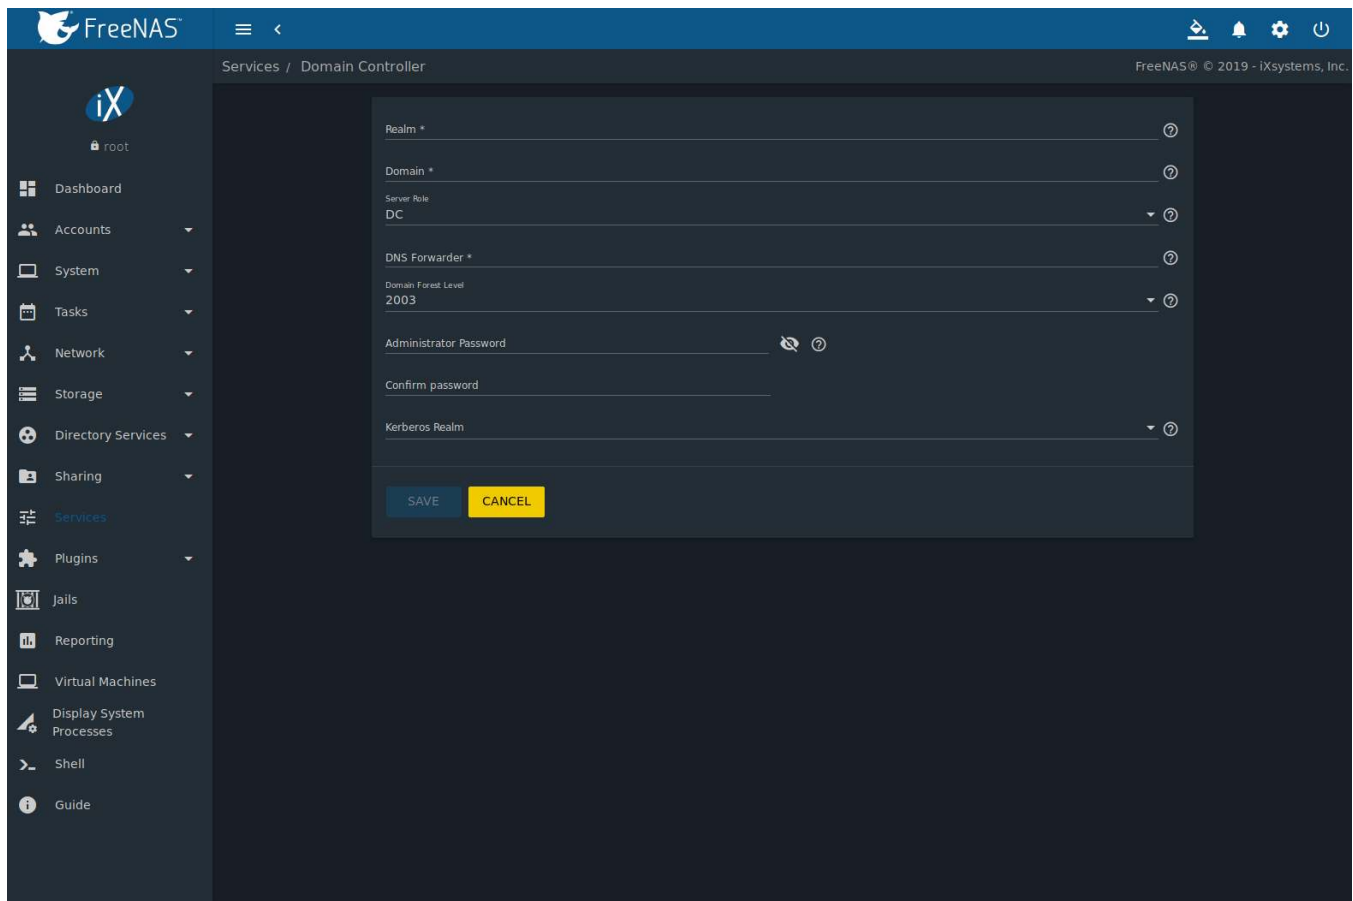 FreeNAS™
Services / Domain Controller
FreeNAS® © 2019 - iXsystems, Inc.
iX
root
Dashboard
Accounts
System
Tasks
Network
Storage
Directory Services
Sharing
Services
Plugins
Jails
Reporting
Virtual Machines
Display System
Processes
Shell
Guide
Realm *
Domain *
Server Role
DC
DNS Forwarder *
Domain Forest Level
2003
Administrator Password
Confirm password
Kerberos Realm
SAVE
CANCEL